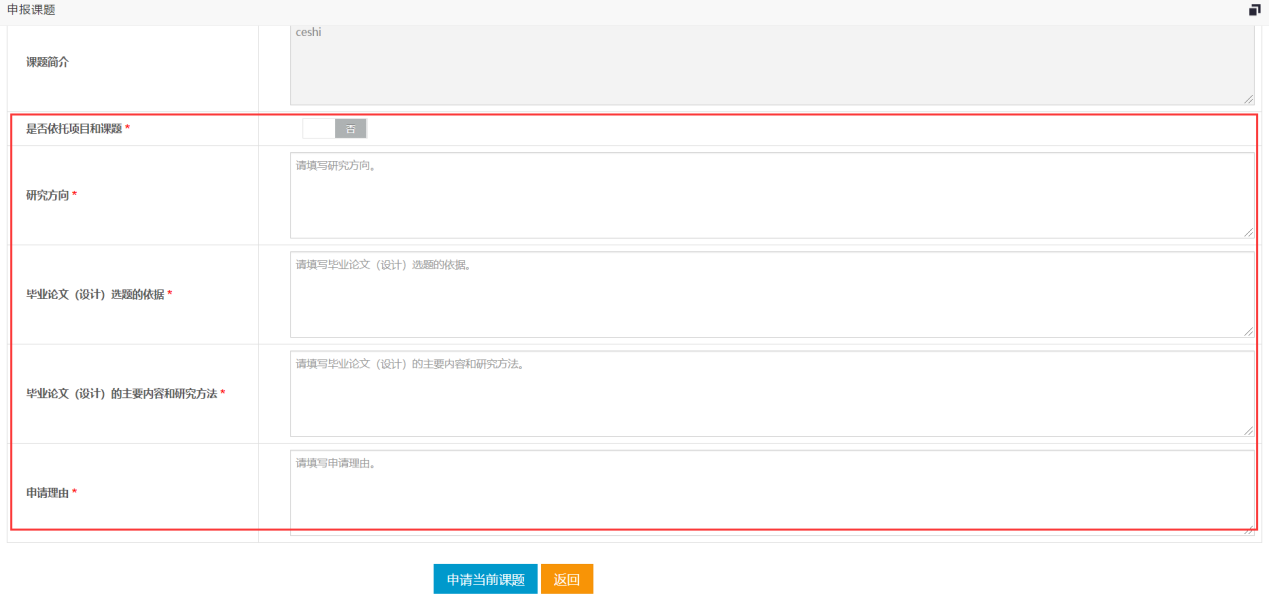 申报课题
ceshi
课题简介
是否依托项目和课题 *
否
请填写研究方向。
研究方向 *
请填写毕业论文（设计）选题的依据。
毕业论文（设计）选题的依据 *
请填写毕业论文（设计）的主要内容和研究方法。
毕业论文（设计）的主要内容和研究方法 *
请填写申请理由。
申请理由 *
申请当前课题 返回